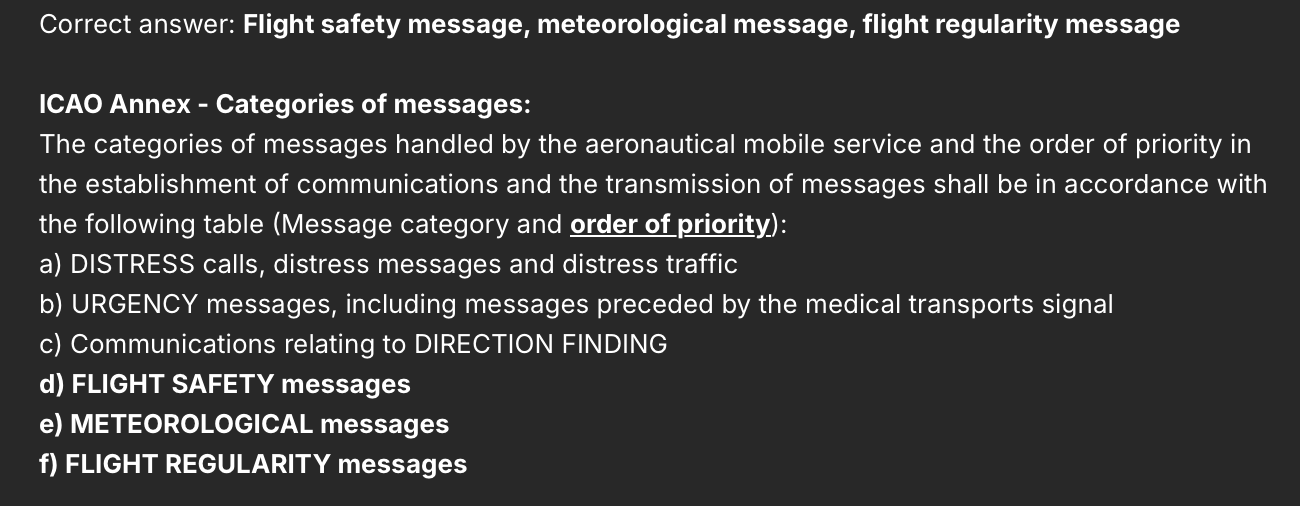 Correct answer: Flight safety message, meteorological message, flight regularity message
ICAO Annex - Categories of messages:
The categories of messages handled by the aeronautical mobile service and the order of priority in
the establishment of communications and the transmission of messages shall be in accordance with
the following table (Message category and order of priority):
a) DISTRESS calls, distress messages and distress traffic
b) URGENCY messages, including messages preceded by the medical transports signal
c) Communications relating to DIRECTION FINDING
d) FLIGHT SAFETY messages
e) METEOROLOGICAL messages
f) FLIGHT REGULARITY messages